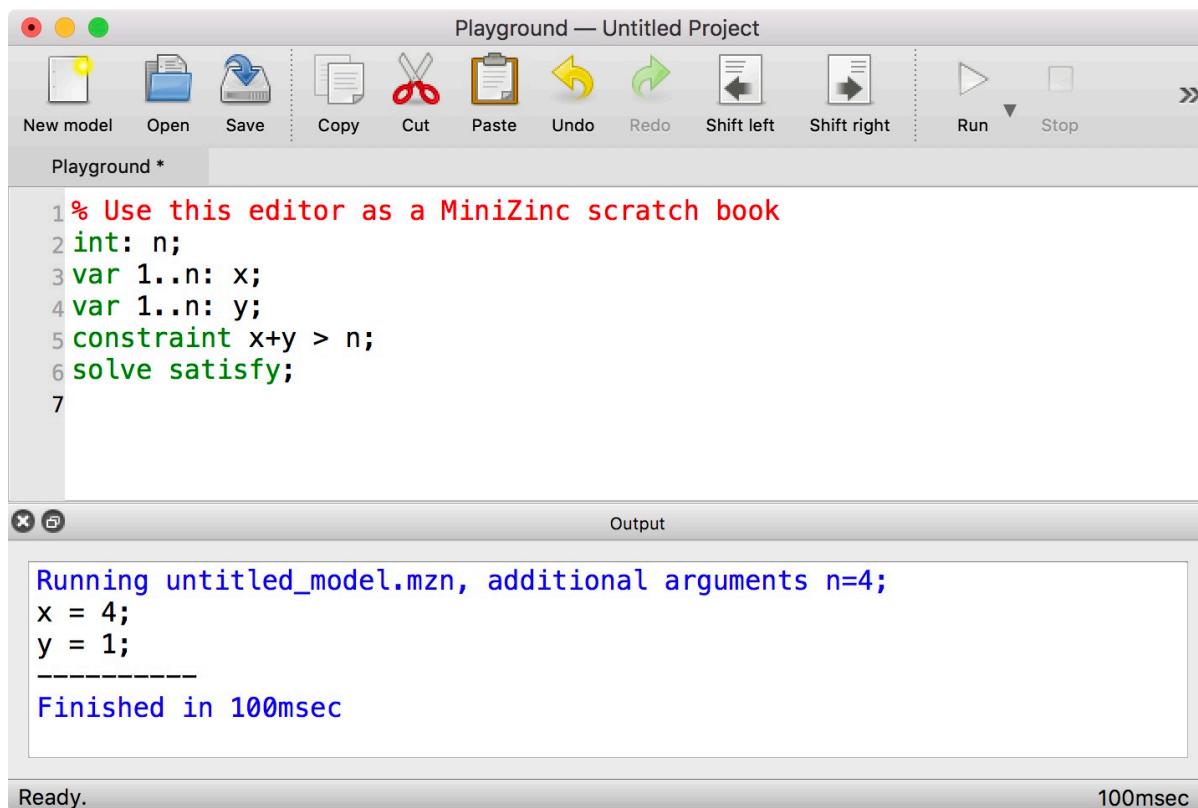 Playground — Untitled Project
New model Open Save Copy Cut Paste Undo Redo Shift left Shift right Run Stop
Playground *
1 % Use this editor as a MiniZinc scratch book
2 int: n;
3 var 1..n: x;
4 var 1..n: y;
5 constraint x+y > n;
6 solve satisfy;
7
Output
Running untitled_model.mzn, additional arguments n=4;
x = 4;
y = 1;
----------
Finished in 100msec
Ready. 100msec